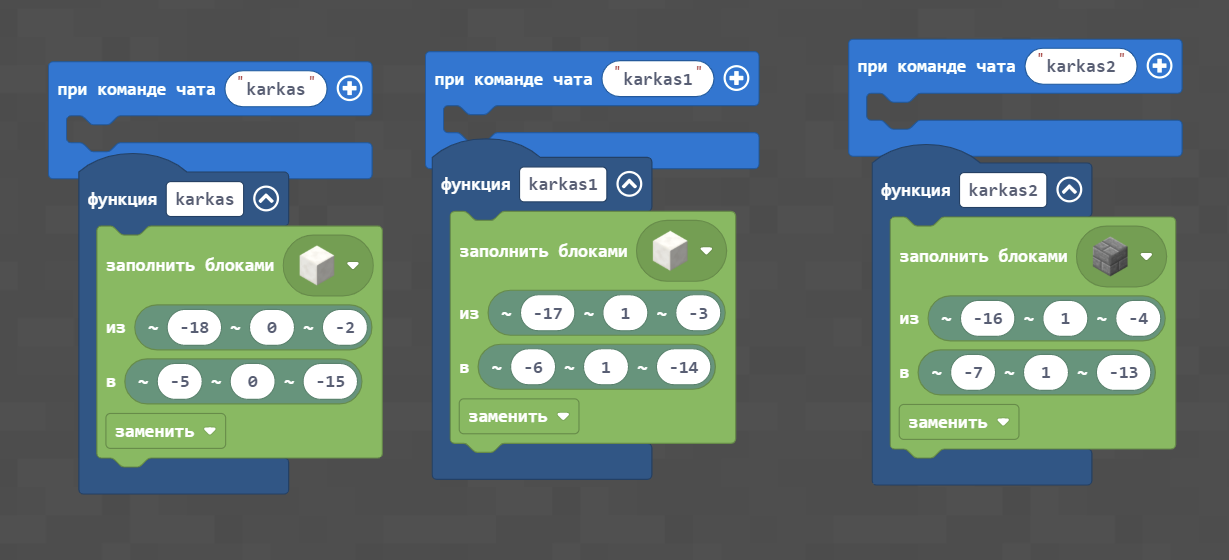 при команде чата "karkas"
функция karkas
заполнить блоками
из ~ -18 ~ 0 ~ -2
в ~ -5 ~ 0 ~ -15
заменить
при команде чата "karkas1"
функция karkas1
заполнить блоками
из ~ -17 ~ 1 ~ -3
в ~ -6 ~ 1 ~ -14
заменить
при команде чата "karkas2"
функция karkas2
заполнить блоками
из ~ -16 ~ 1 ~ -4
в ~ -7 ~ 1 ~ -13
заменить